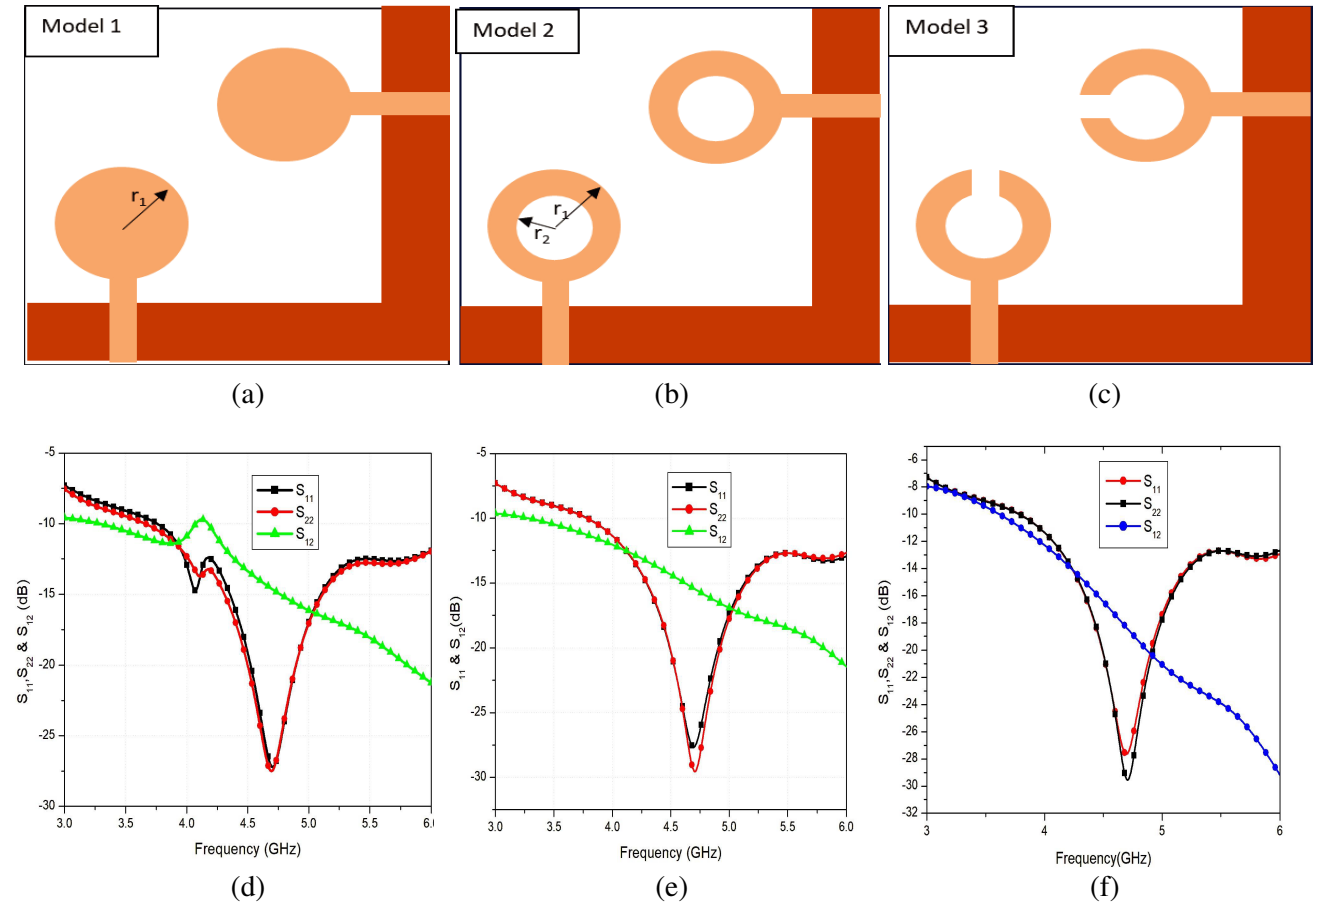 Model 1
Model 2
Model 3
r1
r1
r2
(a)
(b)
(c)
-5
-10
-15
-20
-25
-30
3.0
3.5
4.0
4.5
5.0
5.5
6.0
S11, S22 & S12 (dB)
Frequency (GHz)
S11
S22
S12
(d)
-5
-10
-15
-20
-25
-30
3.0
3.5
4.0
4.5
5.0
5.5
6.0
S11 & S12(dB)
Frequency (GHz)
S11
S22
S12
(e)
-6
-8
-10
-12
-14
-16
-18
-20
-22
-24
-26
-28
-30
-32
3
4
5
6
S11,S22 & S12 (dB)
Frequency(GHz)
S11
S22
S12
(f)